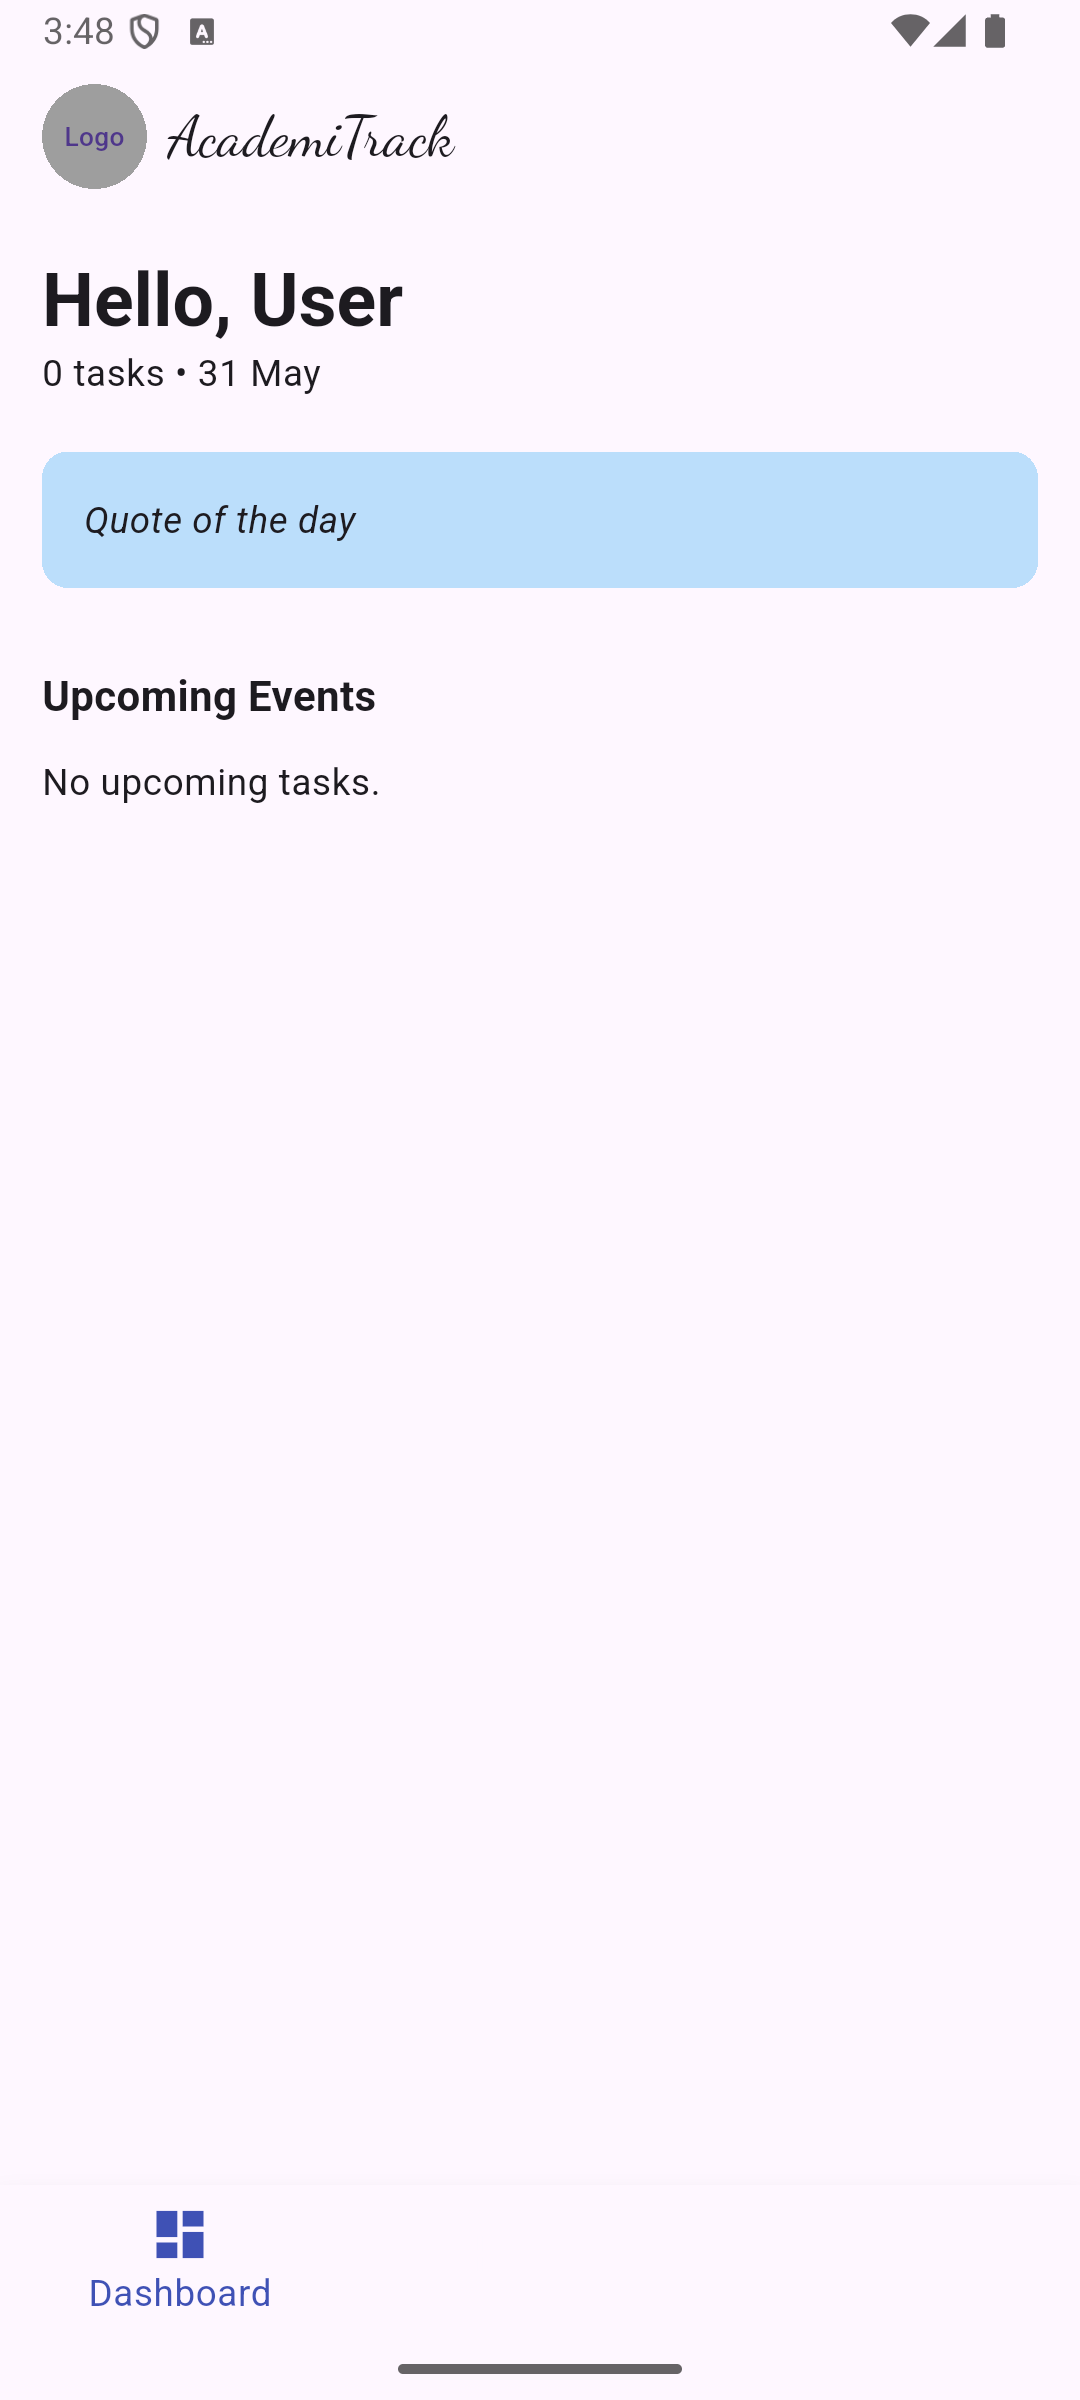 3:48
Logo AcademiTrack
Hello, User
0 tasks • 31 May
Quote of the day
Upcoming Events
No upcoming tasks.
Dashboard